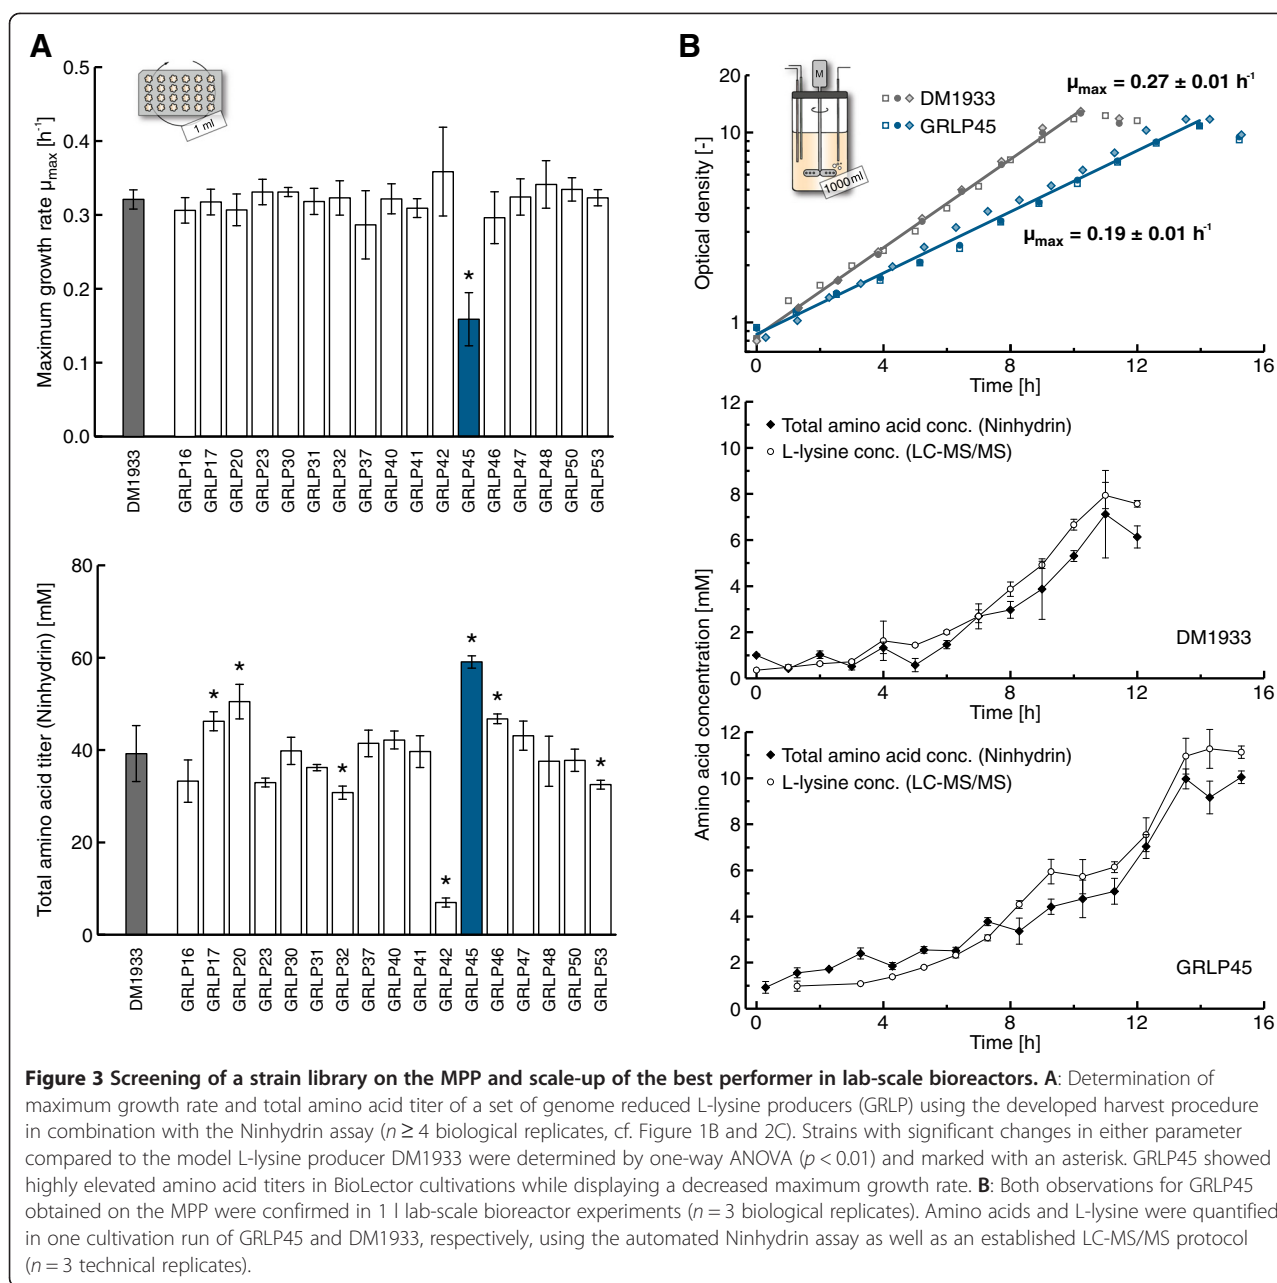 A
0.5
0.4
0.3
0.2
0.1
0.0
Maximum growth rate μmax [h-1]
1 ml
*
DM1933
GRLP16
GRLP17
GRLP20
GRLP23
GRLP30
GRLP31
GRLP32
GRLP37
GRLP40
GRLP41
GRLP42
GRLP45
GRLP46
GRLP47
GRLP48
GRLP50
GRLP53
80
60
40
20
0
Total amino acid titer (Ninhydrin) [mM]
* * * * * * *
DM1933
GRLP16
GRLP17
GRLP20
GRLP23
GRLP30
GRLP31
GRLP32
GRLP37
GRLP40
GRLP41
GRLP42
GRLP45
GRLP46
GRLP47
GRLP48
GRLP50
GRLP53
B
20
10
1
Optical density [-]
M
1000ml
DM1933
GRLP45
μmax = 0.27 ± 0.01 h-1
μmax = 0.19 ± 0.01 h-1
0 4 8 12 16
Time [h]
12
10
8
6
4
2
0
Total amino acid conc. (Ninhydrin)
L-lysine conc. (LC-MS/MS)
DM1933
0 4 8 12 16
Time [h]
Amino acid concentration [mM]
12
10
8
6
4
2
0
Total amino acid conc. (Ninhydrin)
L-lysine conc. (LC-MS/MS)
GRLP45
0 4 8 12 16
Time [h]
Figure 3 Screening of a strain library on the MPP and scale-up of the best performer in lab-scale bioreactors. A: Determination of
maximum growth rate and total amino acid titer of a set of genome reduced L-lysine producers (GRLP) using the developed harvest procedure
in combination with the Ninhydrin assay (n ≥ 4 biological replicates, cf. Figure 1B and 2C). Strains with significant changes in either parameter
compared to the model L-lysine producer DM1933 were determined by one-way ANOVA (p < 0.01) and marked with an asterisk. GRLP45 showed
highly elevated amino acid titers in BioLector cultivations while displaying a decreased maximum growth rate. B: Both observations for GRLP45
obtained on the MPP were confirmed in 1 l lab-scale bioreactor experiments (n = 3 biological replicates). Amino acids and L-lysine were quantified
in one cultivation run of GRLP45 and DM1933, respectively, using the automated Ninhydrin assay as well as an established LC-MS/MS protocol
(n = 3 technical replicates).